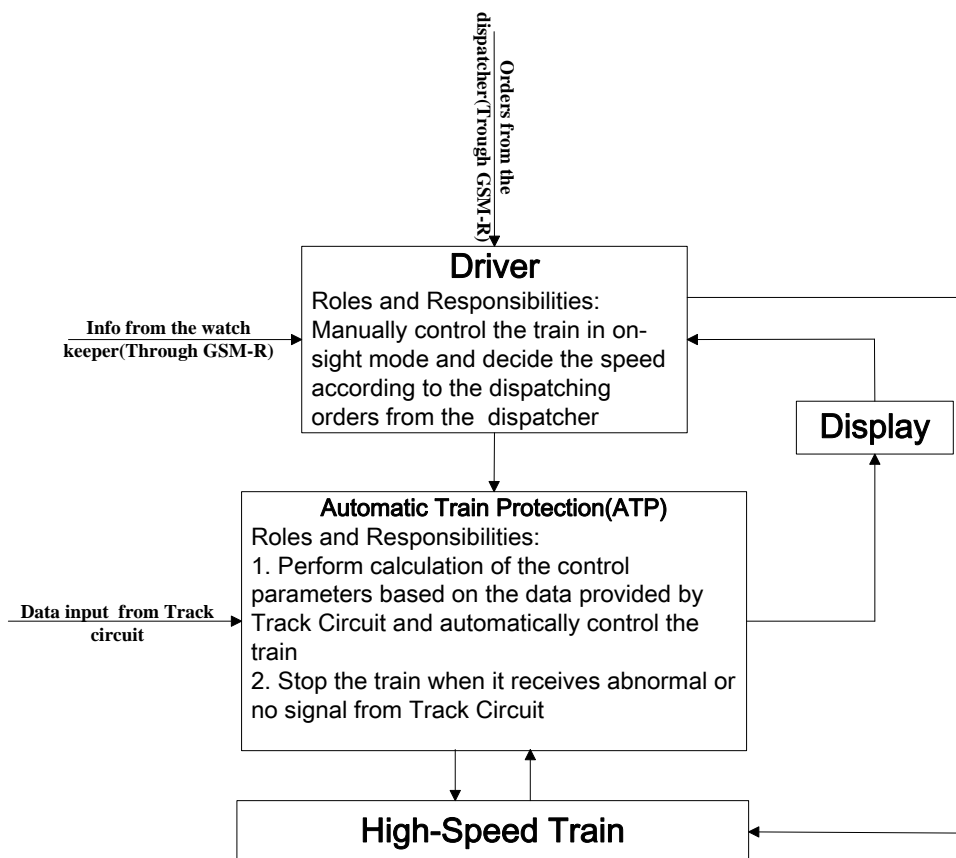 Orders from the
dispatcher(Trough GSM-R)
Driver
Roles and Responsibilities:
Manually control the train in on-
sight mode and decide the speed
according to the dispatching
orders from the dispatcher
Info from the watch
keeper(Through GSM-R)
Display
Automatic Train Protection(ATP)
Roles and Responsibilities:
1. Perform calculation of the control
parameters based on the data provided by
Track Circuit and automatically control the
train
2. Stop the train when it receives abnormal or
no signal from Track Circuit
Data input from Track
circuit
High-Speed Train